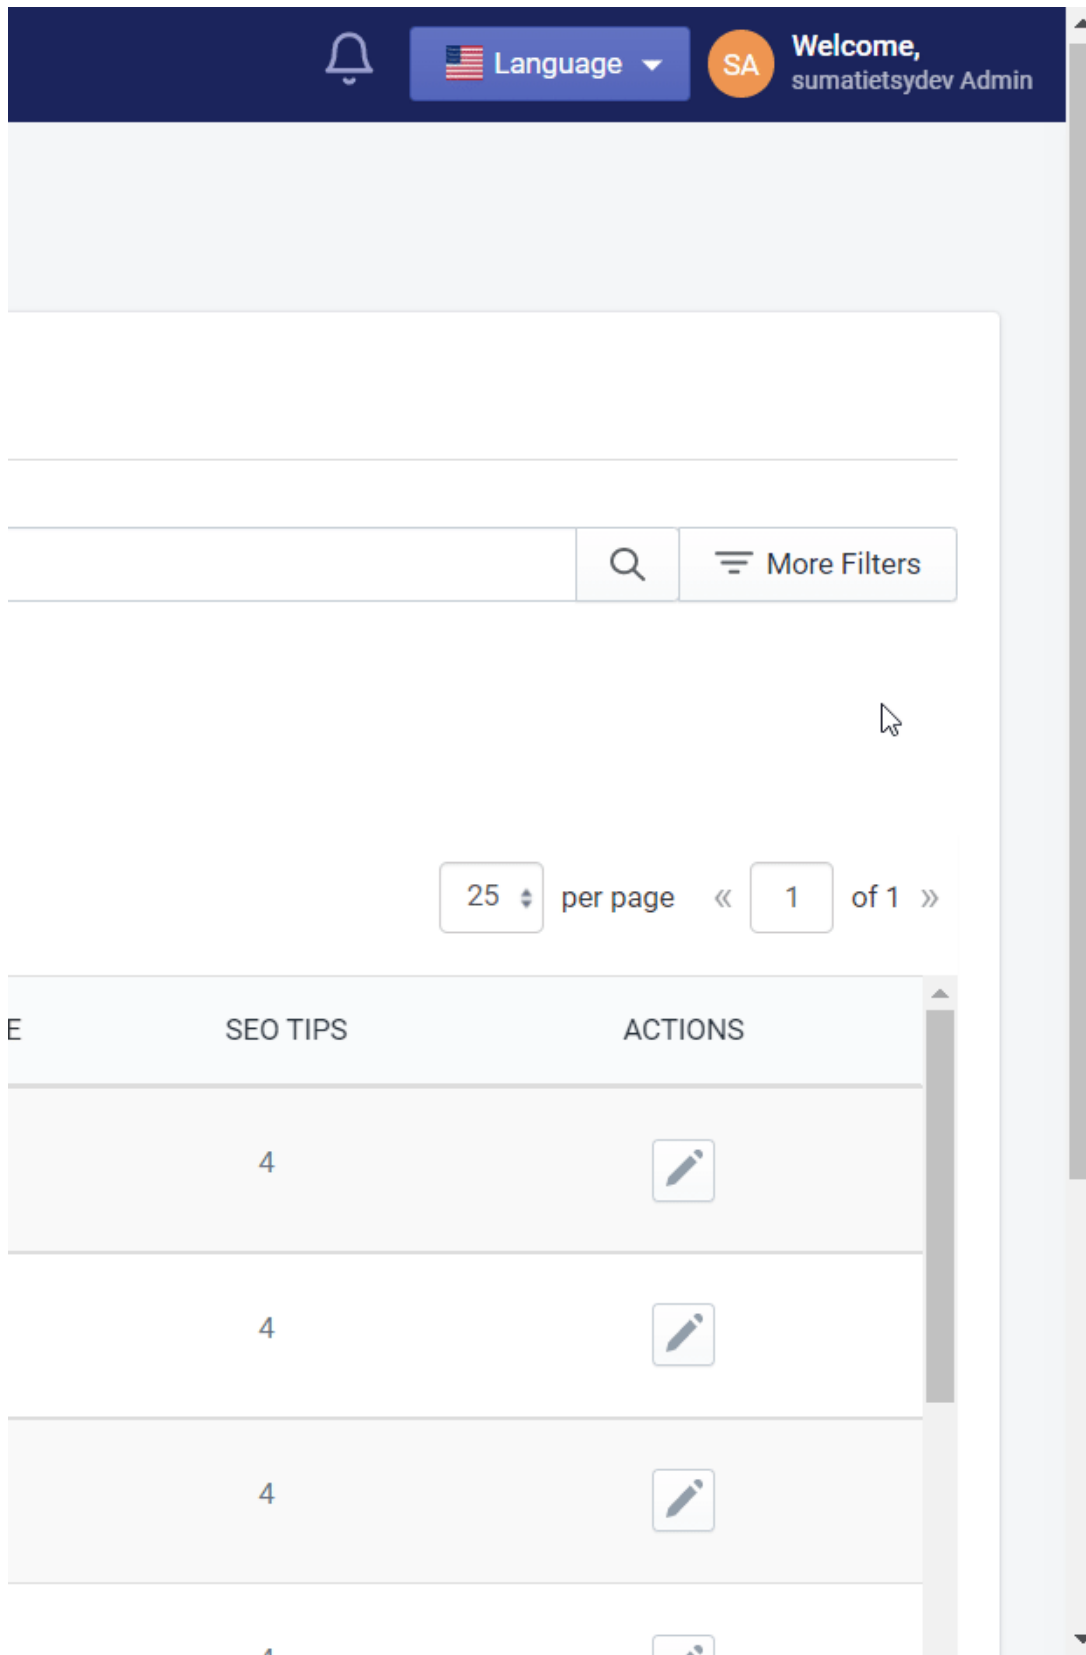 Language
SA
Welcome,
sumatietsydev Admin
More Filters
25 per page « 1 of 1 »
E SEO TIPS ACTIONS
4
4
4